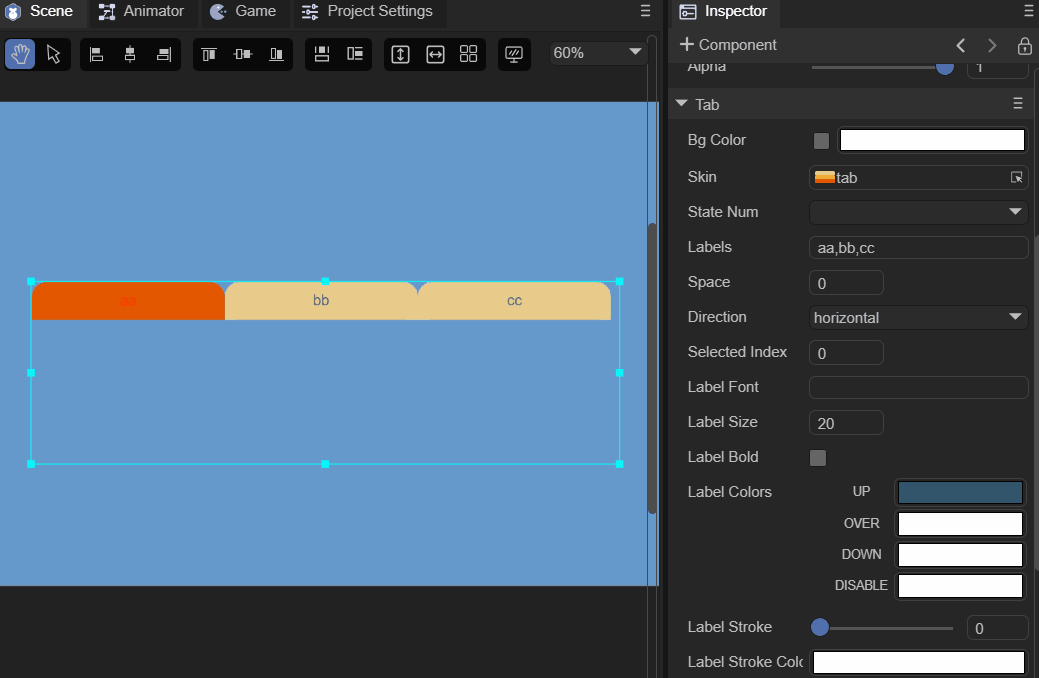 Scene Animator Game Project Settings Inspector
Component
60%
Alpha 1
Tab
Bg Color
Skin tab
State Num
Labels aa,bb,cc
Space 0
aa bb cc
Direction horizontal
Selected Index 0
Label Font
Label Size 20
Label Bold
Label Colors UP
OVER
DOWN
DISABLE
Label Stroke 0
Label Stroke Colo